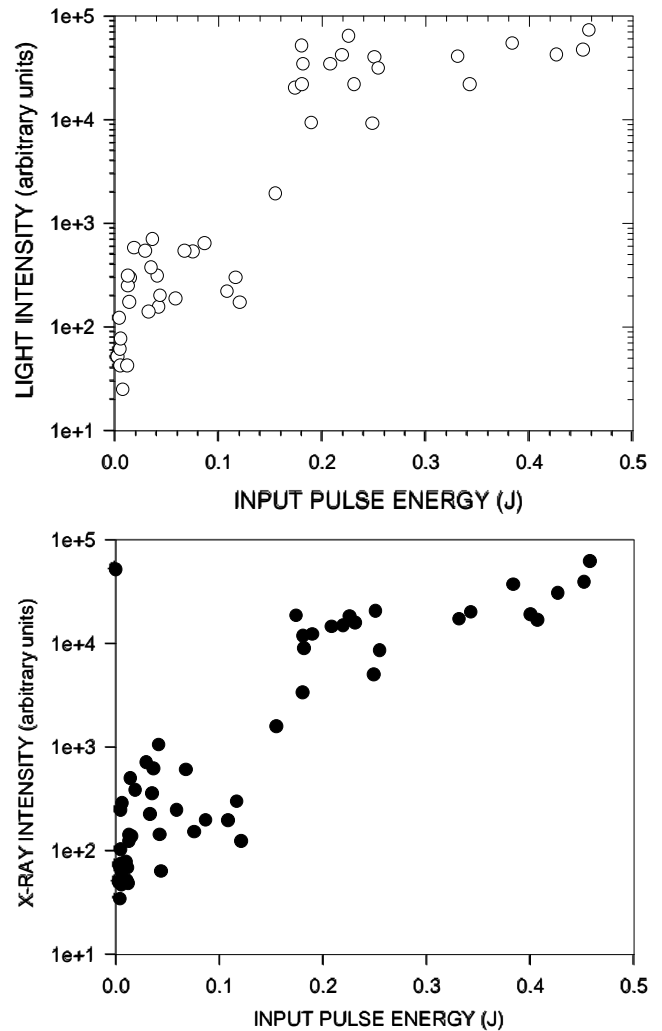 1e+5
1e+4
1e+3
1e+2
1e+1
LIGHT INTENSITY (arbitrary units)
0.0 0.1 0.2 0.3 0.4 0.5
INPUT PULSE ENERGY (J)
1e+5
1e+4
1e+3
1e+2
1e+1
X-RAY INTENSITY (arbitrary units)
0.0 0.1 0.2 0.3 0.4 0.5
INPUT PULSE ENERGY (J)